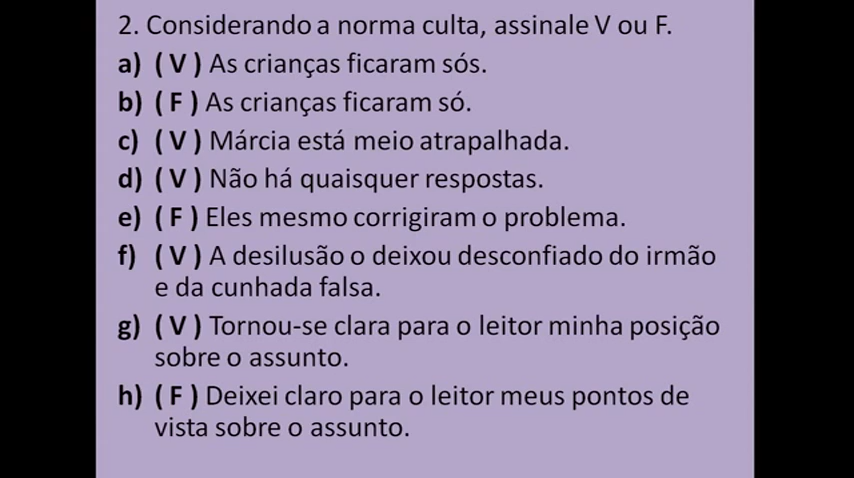 2. Considerando a norma culta, assinale V ou F.
a) ( V ) As crianças ficaram sós.
b) ( F ) As crianças ficaram só.
c) ( V ) Márcia está meio atrapalhada.
d) ( V ) Não há quaisquer respostas.
e) ( F ) Eles mesmo corrigiram o problema.
f) ( V ) A desilusão o deixou desconfiado do irmão
e da cunhada falsa.
g) ( V ) Tornou-se clara para o leitor minha posição
sobre o assunto.
h) ( F ) Deixei claro para o leitor meus pontos de
vista sobre o assunto.